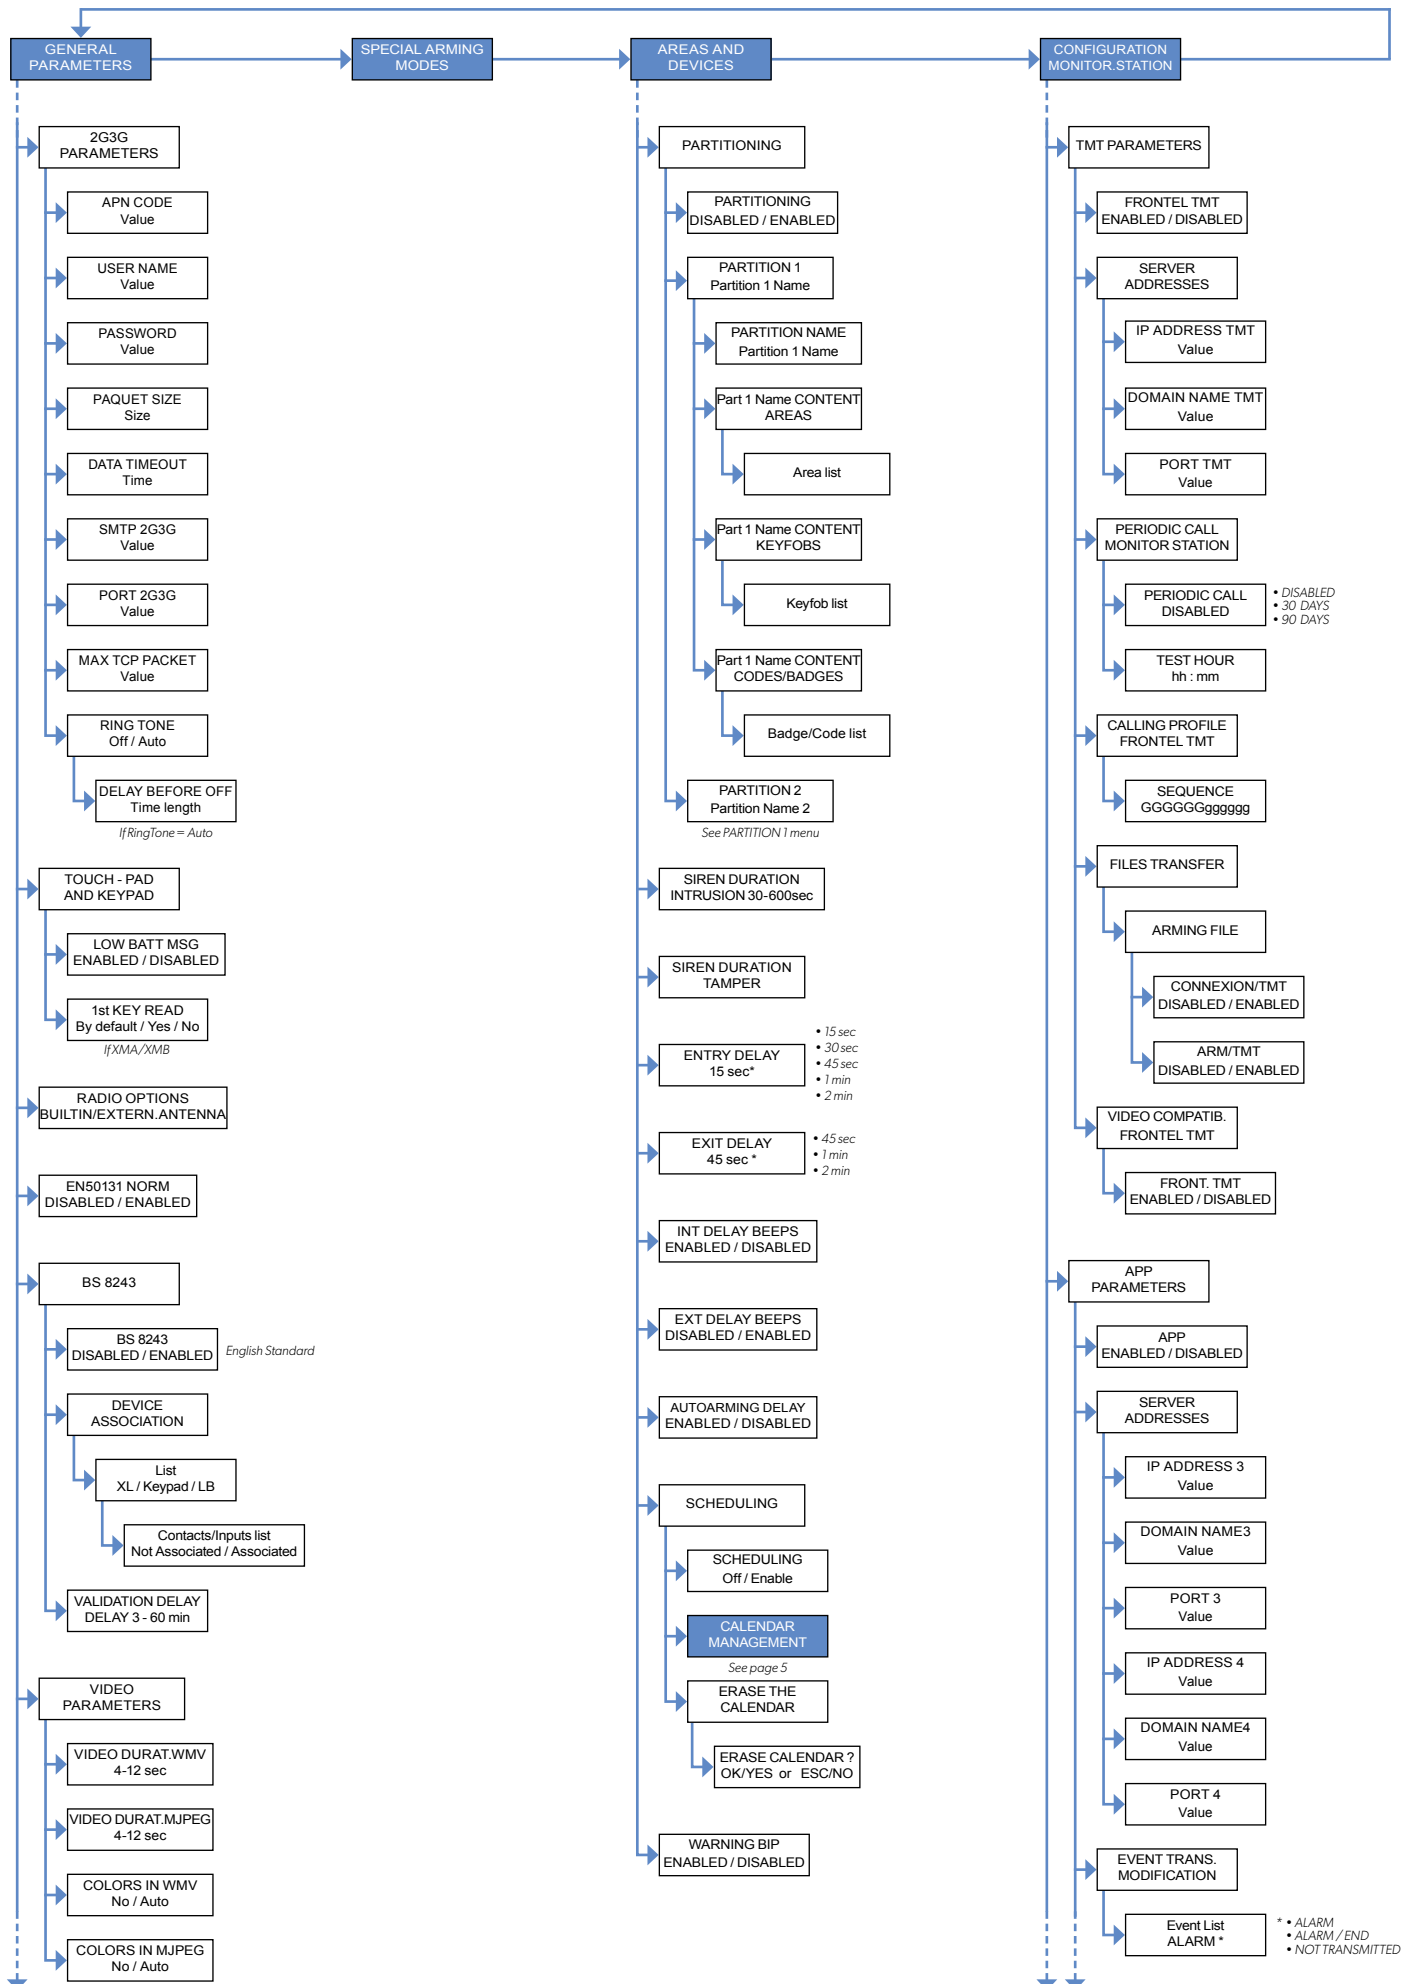 GENERAL
PARAMETERS
SPECIAL ARMING
MODES
AREAS AND
DEVICES
CONFIGURATION
MONITOR.STATION
2G3G
PARAMETERS
APN CODE
Value
USER NAME
Value
PASSWORD
Value
PAQUET SIZE
Size
DATA TIMEOUT
Time
SMTP 2G3G
Value
PORT 2G3G
Value
MAX TCP PACKET
Value
RING TONE
Off / Auto
DELAY BEFORE OFF
Time length
If RingTone = Auto
TOUCH - PAD
AND KEYPAD
LOW BATT MSG
ENABLED / DISABLED
1st KEY READ
By default / Yes / No
If XMA/XMB
RADIO OPTIONS
BUILTIN/EXTERN.ANTENNA
EN50131 NORM
DISABLED / ENABLED
BS 8243
BS 8243
DISABLED / ENABLED
English Standard
DEVICE
ASSOCIATION
List
XL / Keypad / LB
Contacts/Inputs list
Not Associated / Associated
VALIDATION DELAY
DELAY 3 - 60 min
VIDEO
PARAMETERS
VIDEO DURAT.WMV
4-12 sec
VIDEO DURAT.MJPEG
4-12 sec
COLORS IN WMV
No / Auto
COLORS IN MJPEG
No / Auto
PARTITIONING
PARTITIONING
DISABLED / ENABLED
PARTITION 1
Partition 1 Name
PARTITION NAME
Partition 1 Name
Part 1 Name CONTENT
AREAS
Area list
Part 1 Name CONTENT
KEYFOBS
Keyfob list
Part 1 Name CONTENT
CODES/BADGES
Badge/Code list
PARTITION 2
Partition Name 2
See PARTITION 1 menu
SIREN DURATION
INTRUSION 30-600sec
SIREN DURATION
TAMPER
ENTRY DELAY
15 sec*
• 15 sec
• 30 sec
• 45 sec
• 1 min
• 2 min
EXIT DELAY
45 sec *
• 45 sec
• 1 min
• 2 min
INT DELAY BEEPS
ENABLED / DISABLED
EXT DELAY BEEPS
DISABLED / ENABLED
AUTOARMING DELAY
ENABLED / DISABLED
SCHEDULING
SCHEDULING
Off / Enable
CALENDAR
MANAGEMENT
See page 5
ERASE THE
CALENDAR
ERASE CALENDAR ?
OK/YES or ESC/NO
WARNING BIP
ENABLED / DISABLED
TMT PARAMETERS
FRONTEL TMT
ENABLED / DISABLED
SERVER
ADDRESSES
IP ADDRESS TMT
Value
DOMAIN NAME TMT
Value
PORT TMT
Value
PERIODIC CALL
MONITOR STATION
PERIODIC CALL
DISABLED
• DISABLED
• 30 DAYS
• 90 DAYS
TEST HOUR
hh : mm
CALLING PROFILE
FRONTEL TMT
SEQUENCE
GGGGGGgggggg
FILES TRANSFER
ARMING FILE
CONNEXION/TMT
DISABLED / ENABLED
ARM/TMT
DISABLED / ENABLED
VIDEO COMPATIB.
FRONTEL TMT
FRONT. TMT
ENABLED / DISABLED
APP
PARAMETERS
APP
ENABLED / DISABLED
SERVER
ADDRESSES
IP ADDRESS 3
Value
DOMAIN NAME3
Value
PORT 3
Value
IP ADDRESS 4
Value
DOMAIN NAME4
Value
PORT 4
Value
EVENT TRANS.
MODIFICATION
Event List
ALARM *
* • ALARM
• ALARM / END
• NOT TRANSMITTED